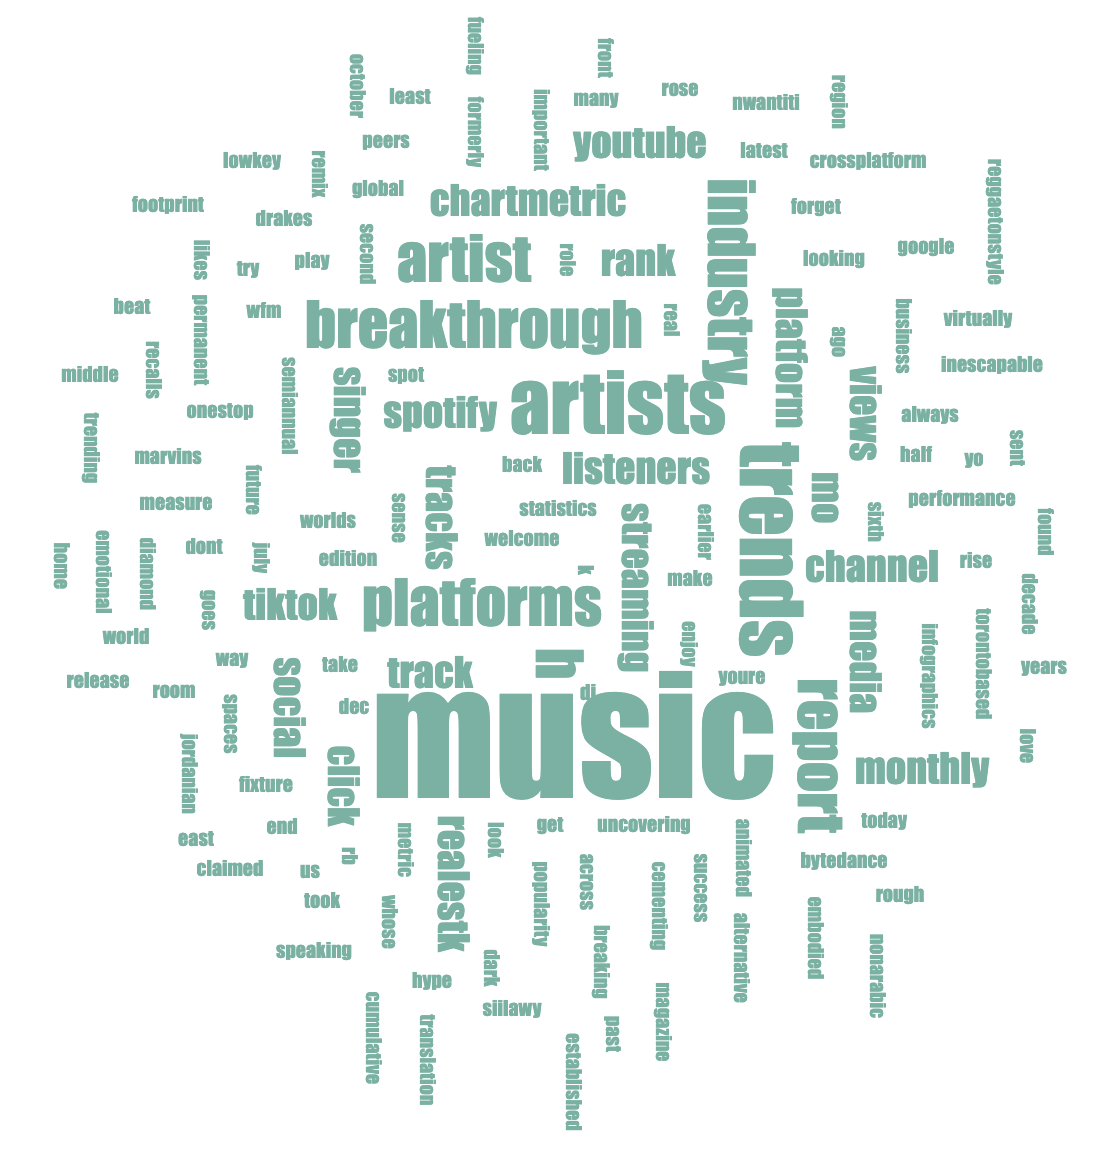 fueling
front
october
least
formerly
important
many
rose
nwantiti
region
peers
youtube
latest
crossplatform
lowkey
remix
global
chartmetric
industry
reggaetonstyle
footprint
drakes
second
forget
likes
try
play
artist
role
rank
looking
google
beat
permanent
wfm
breakthrough
real
platform
ago
business
virtually
middle
recalls
semiannual
singer
spot
artists
views
inescapable
onestop
spotify
always
trending
marvins
future
tracks
back
listeners
trends
mo
half
yo
sent
measure
worlds
sense
statistics
streaming
earlier
sixth
performance
found
home
emotional
diamond
dont
july
edition
welcome
k
make
channel
rise
decade
goes
tiktok
platforms
enjoy
media
infographics
torontobased
world
way
social
take
track
h
di
youre
report
years
release
room
spaces
dec
music
love
jordanian
fixture
click
monthly
east
end
rb
metric
realestk
look
get
uncovering
animated
today
claimed
us
popularity
across
cementing
success
bytedance
took
whose
rough
speaking
hype
dark
breaking
alternative
embodied
nonarabic
cumulative
translation
siilawy
established
past
magazine